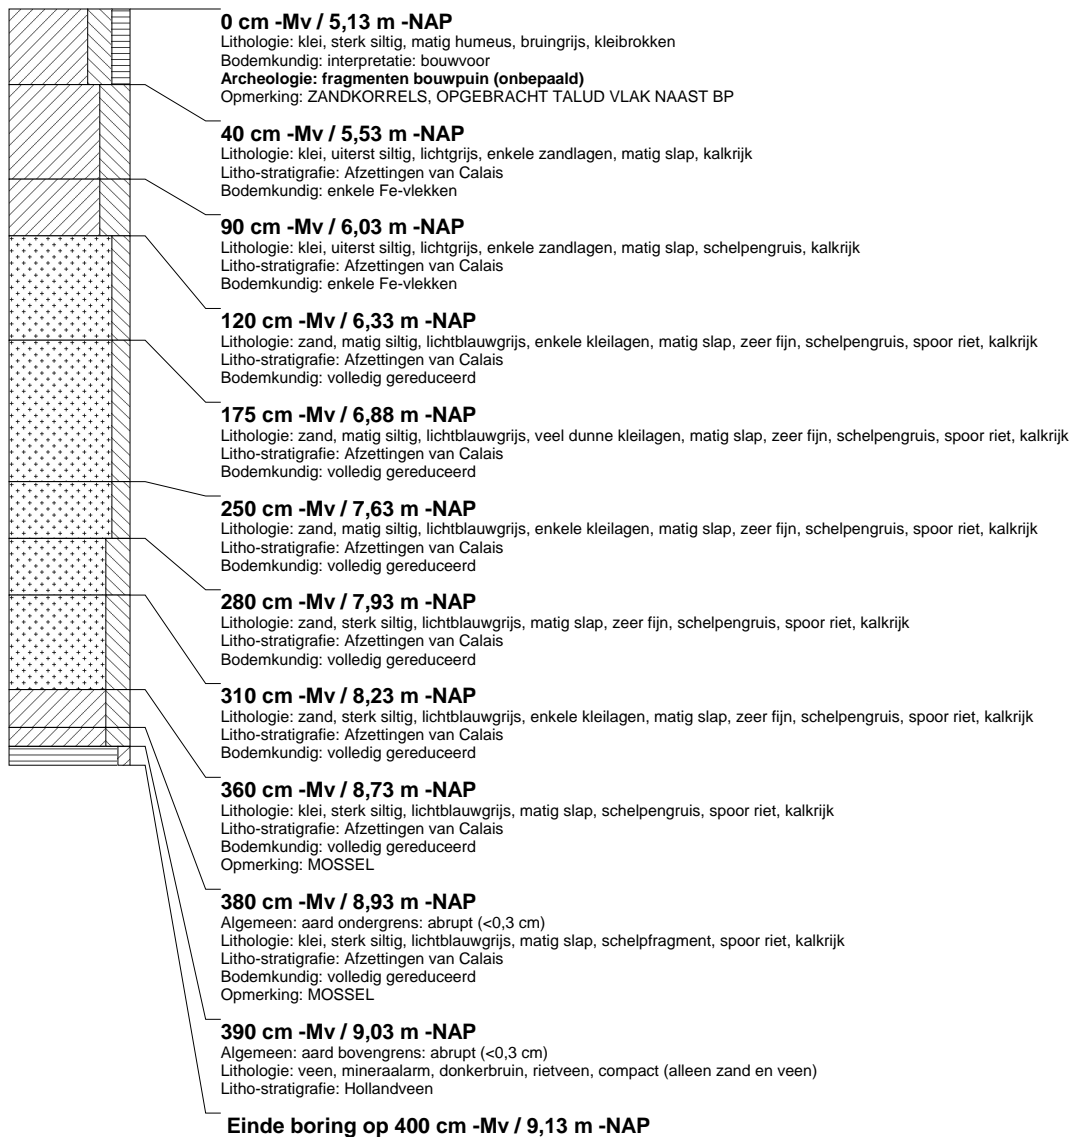 0 cm -Mv / 5,13 m -NAP
Lithologie: klei, sterk siltig, matig humeus, bruingrijs, kleibrokken
Bodemkundig: interpretatie: bouwvoor
Archeologie: fragmenten bouwpuin (onbepaald)
Opmerking: ZANDKORRELS, OPGEBRACHT TALUD VLAK NAAST BP
40 cm -Mv / 5,53 m -NAP
Lithologie: klei, uiterst siltig, lichtgrijs, enkele zandlagen, matig slap, kalkrijk
Litho-stratigrafie: Afzettingen van Calais
Bodemkundig: enkele Fe-vlekken
90 cm -Mv / 6,03 m -NAP
Lithologie: klei, uiterst siltig, lichtgrijs, enkele zandlagen, matig slap, schelpengruis, kalkrijk
Litho-stratigrafie: Afzettingen van Calais
Bodemkundig: enkele Fe-vlekken
120 cm -Mv / 6,33 m -NAP
Lithologie: zand, matig siltig, lichtblauwgrijs, enkele kleilagen, matig slap, zeer fijn, schelpengruis, spoor riet, kalkrijk
Litho-stratigrafie: Afzettingen van Calais
Bodemkundig: volledig gereduceerd
175 cm -Mv / 6,88 m -NAP
Lithologie: zand, matig siltig, lichtblauwgrijs, veel dunne kleilagen, matig slap, zeer fijn, schelpengruis, spoor riet, kalkrijk
Litho-stratigrafie: Afzettingen van Calais
Bodemkundig: volledig gereduceerd
250 cm -Mv / 7,63 m -NAP
Lithologie: zand, matig siltig, lichtblauwgrijs, enkele kleilagen, matig slap, zeer fijn, schelpengruis, spoor riet, kalkrijk
Litho-stratigrafie: Afzettingen van Calais
Bodemkundig: volledig gereduceerd
280 cm -Mv / 7,93 m -NAP
Lithologie: zand, sterk siltig, lichtblauwgrijs, matig slap, zeer fijn, schelpengruis, spoor riet, kalkrijk
Litho-stratigrafie: Afzettingen van Calais
Bodemkundig: volledig gereduceerd
310 cm -Mv / 8,23 m -NAP
Lithologie: zand, sterk siltig, lichtblauwgrijs, enkele kleilagen, matig slap, zeer fijn, schelpengruis, spoor riet, kalkrijk
Litho-stratigrafie: Afzettingen van Calais
Bodemkundig: volledig gereduceerd
360 cm -Mv / 8,73 m -NAP
Lithologie: klei, sterk siltig, lichtblauwgrijs, matig slap, schelpengruis, spoor riet, kalkrijk
Litho-stratigrafie: Afzettingen van Calais
Bodemkundig: volledig gereduceerd
Opmerking: MOSSEL
380 cm -Mv / 8,93 m -NAP
Algemeen: aard ondergrens: abrupt (<0,3 cm)
Lithologie: klei, sterk siltig, lichtblauwgrijs, matig slap, schelpfragment, spoor riet, kalkrijk
Litho-stratigrafie: Afzettingen van Calais
Bodemkundig: volledig gereduceerd
Opmerking: MOSSEL
390 cm -Mv / 9,03 m -NAP
Algemeen: aard bovengrens: abrupt (<0,3 cm)
Lithologie: veen, mineraalarm, donkerbruin, rietveen, compact (alleen zand en veen)
Litho-stratigrafie: Hollandveen
Einde boring op 400 cm -Mv / 9,13 m -NAP